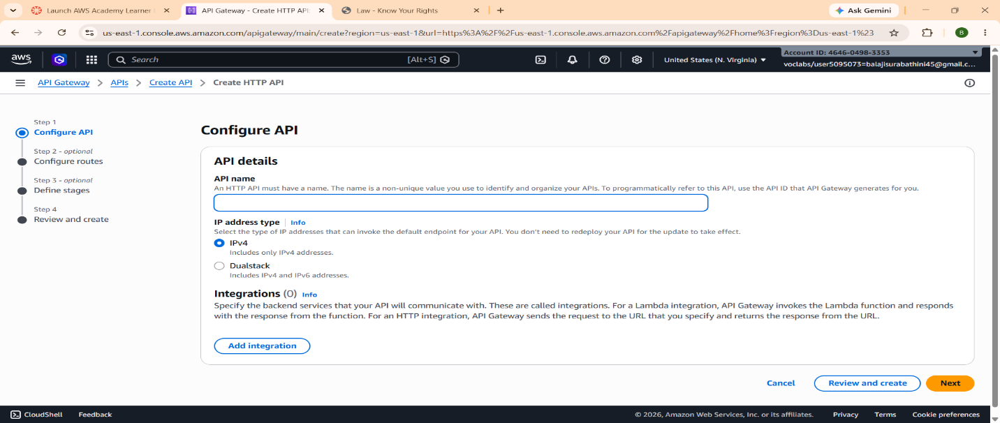 Launch AWS Academy Learner
API Gateway - Create HTTP API
Law - Know Your Rights
Ask Gemini
us-east-1.console.aws.amazon.com/apigateway/main/create?region=us-east-1&url=https%3A%2F%2Fus-east-1.console.aws.amazon.com%2Fapigateway%2Fhome%3Fregion%3Dus-east-1%23
B
aws
Search
[Alt+S]
United States (N. Virginia)
Account ID: 4646-0498-3353
voclabs/user5095073=balajisurabathini45@gmail.c...
API Gateway
APIs
Create API
Create HTTP API
Step 1
Configure API
Step 2 - optional
Configure routes
Step 3 - optional
Define stages
Step 4
Review and create
Configure API
API details
API name
An HTTP API must have a name. The name is a non-unique value you use to identify and organize your APIs. To programmatically refer to this API, use the API ID that API Gateway generates for you.
IP address type
Info
Select the type of IP addresses that can invoke the default endpoint for your API. You don't need to redeploy your API for the update to take effect.
IPv4
Includes only IPv4 addresses.
Dualstack
Includes IPv4 and IPv6 addresses.
Integrations (0) Info
Specify the backend services that your API will communicate with. These are called integrations. For a Lambda integration, API Gateway invokes the Lambda function and responds
with the response from the function. For an HTTP integration, API Gateway sends the request to the URL that you specify and returns the response from the URL.
Add integration
Cancel
Review and create
Next
CloudShell
Feedback
© 2026, Amazon Web Services, Inc. or its affiliates.
Privacy
Terms
Cookie preferences